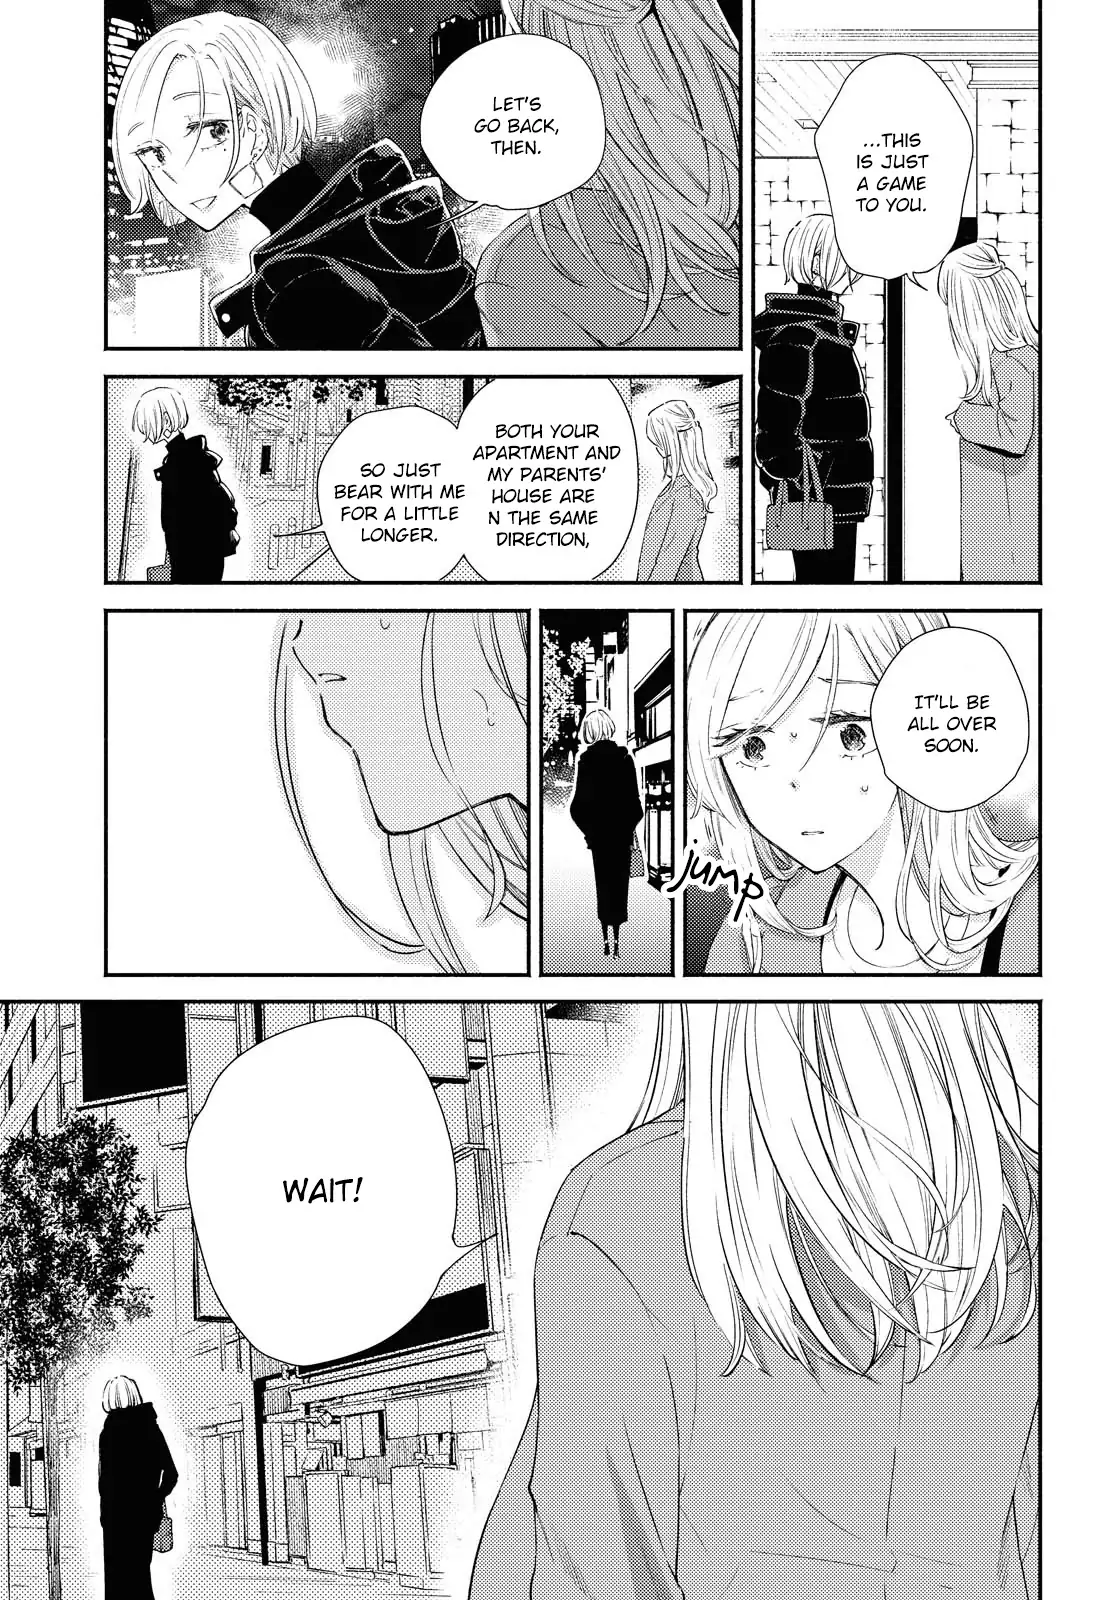 ...THIS
IS JUST
A GAME
TO YOU.
LET'S
GO BACK,
THEN.
BOTH YOUR
APARTMENT AND
MY PARENTS'
HOUSE ARE
N THE SAME
DIRECTION,
SO JUST
BEAR WITH ME
FOR A LITTLE
LONGER.
IT'LL BE
ALL OVER
SOON.
JUMP
WAIT!